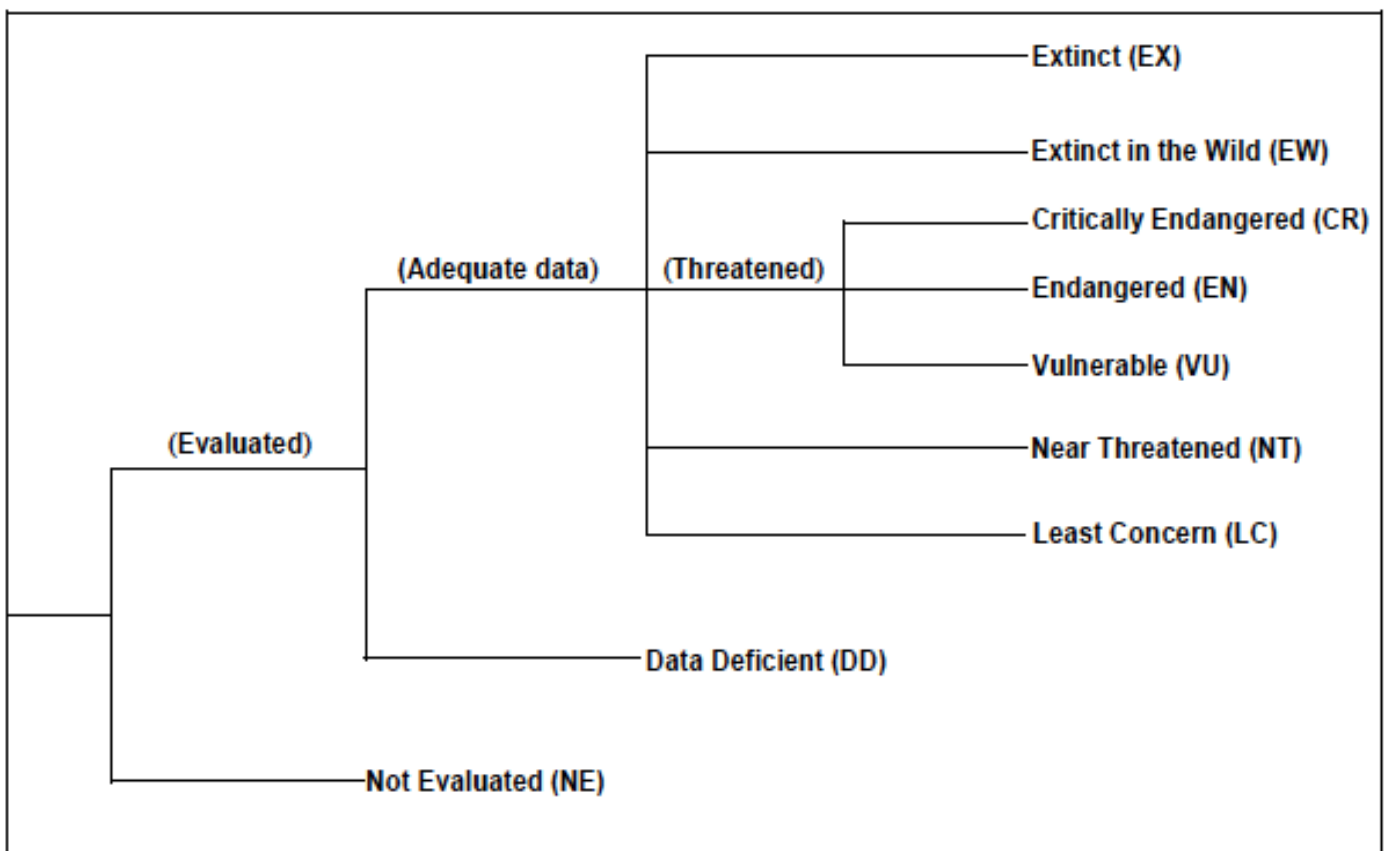 Extinct (EX)
Extinct in the Wild (EW)
Critically Endangered (CR)
(Adequate data)
(Threatened)
Endangered (EN)
Vulnerable (VU)
(Evaluated)
Near Threatened (NT)
Least Concern (LC)
Data Deficient (DD)
Not Evaluated (NE)